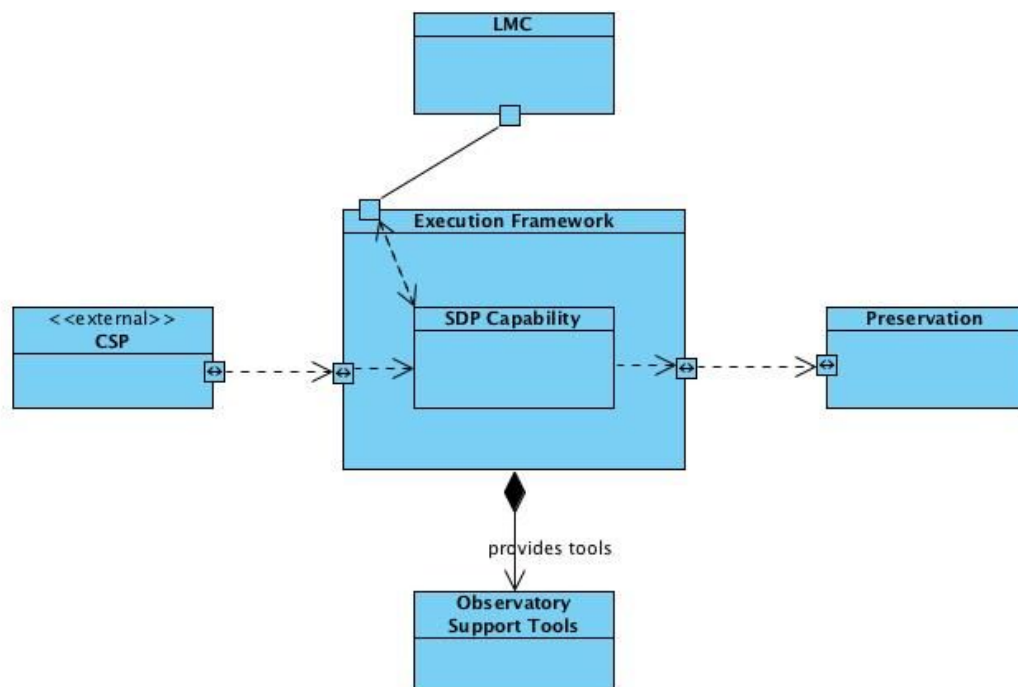 LMC
Execution Framework
<<external>>
CSP
SDP Capability
Preservation
provides tools
Observatory
Support Tools